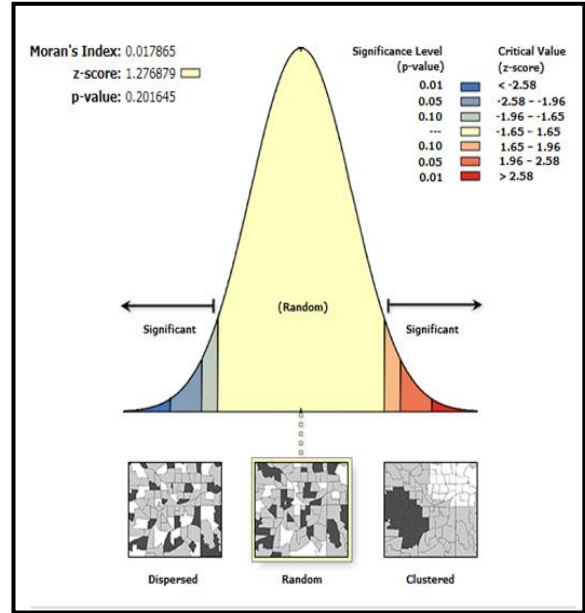 Moran's Index: 0.017865
z-score: 1.276879
p-value: 0.201645
Significance Level
(p-value)
Critical Value
(z-score)
0.01 < -2.58
0.05 -2.58 – -1.96
0.10 -1.96 – -1.65
--- -1.65 – 1.65
0.10 1.65 – 1.96
0.05 1.96 – 2.58
0.01 > 2.58
Significant
(Random)
Significant
Dispersed
Random
Clustered